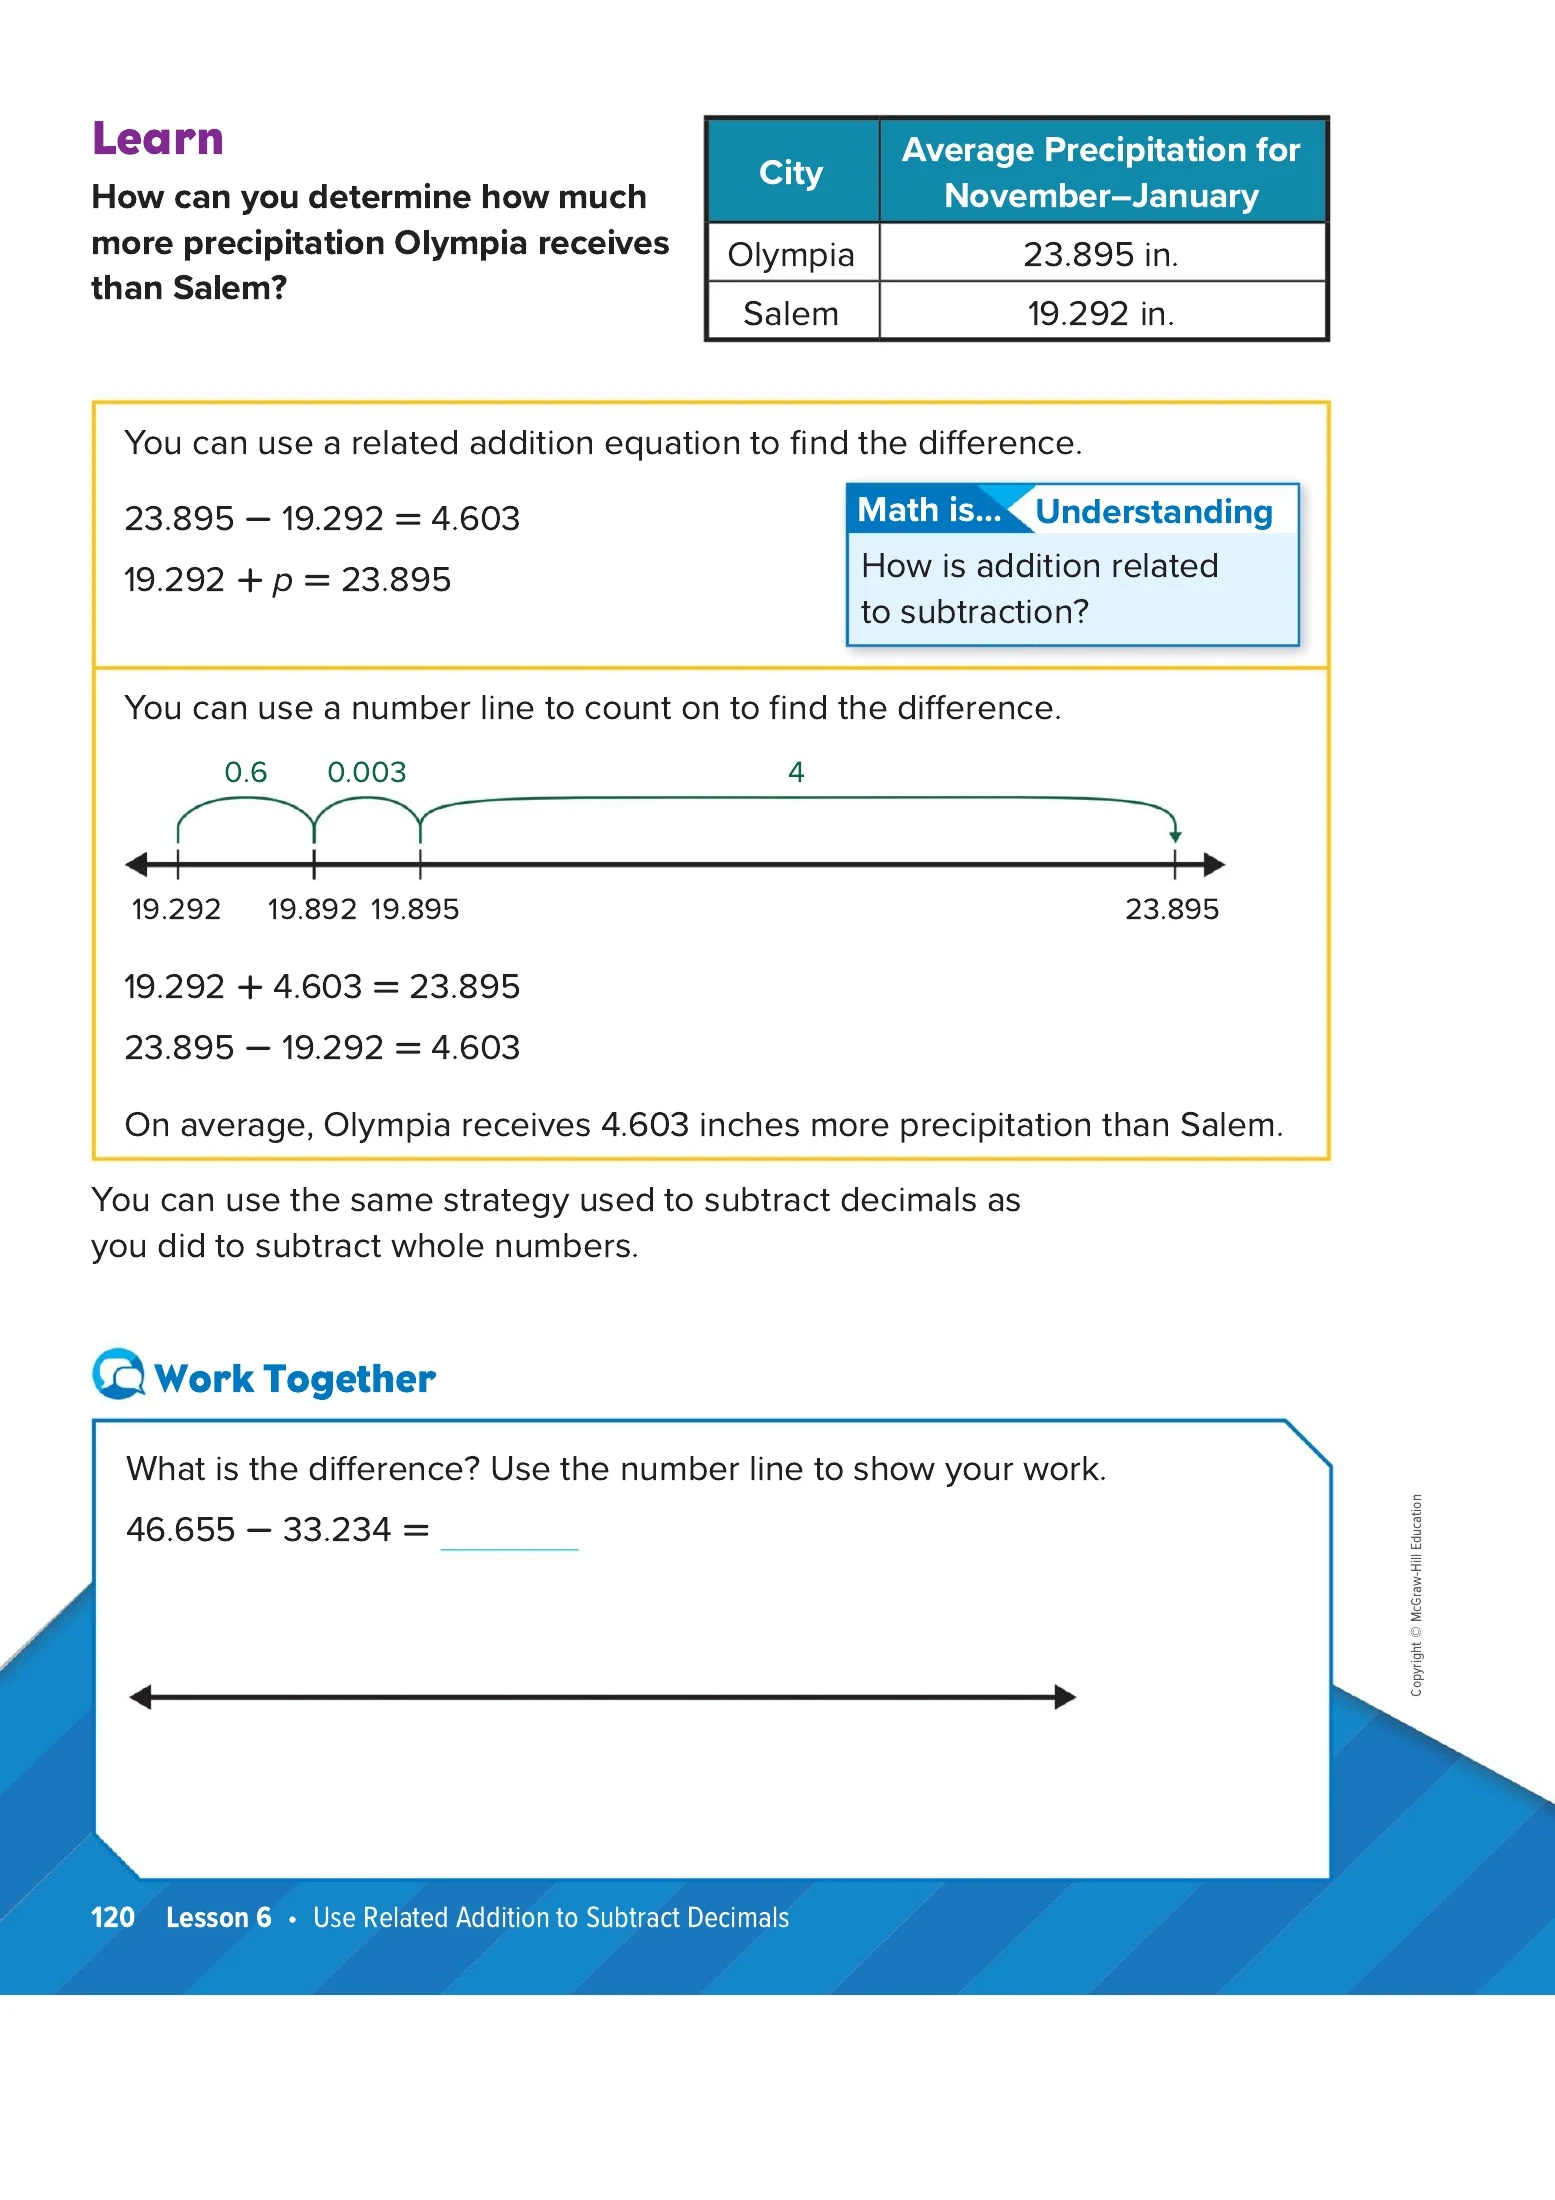 Learn
How can you determine how much
more precipitation Olympia receives
than Salem?
City
Average Precipitation for
November–January
Olympia
23.895 in.
Salem
19.292 in.
You can use a related addition equation to find the difference.
23.895 − 19.292 = 4.603
19.292 + p = 23.895
Math is... Understanding
How is addition related
to subtraction?
You can use a number line to count on to find the difference.
0.6 0.003 4
19.292 19.892 19.895 23.895
19.292 + 4.603 = 23.895
23.895 − 19.292 = 4.603
On average, Olympia receives 4.603 inches more precipitation than Salem.
You can use the same strategy used to subtract decimals as
you did to subtract whole numbers.
Work Together
What is the difference? Use the number line to show your work.
46.655 − 33.234 =
Copyright © McGraw-Hill Education
120 Lesson 6 • Use Related Addition to Subtract Decimals